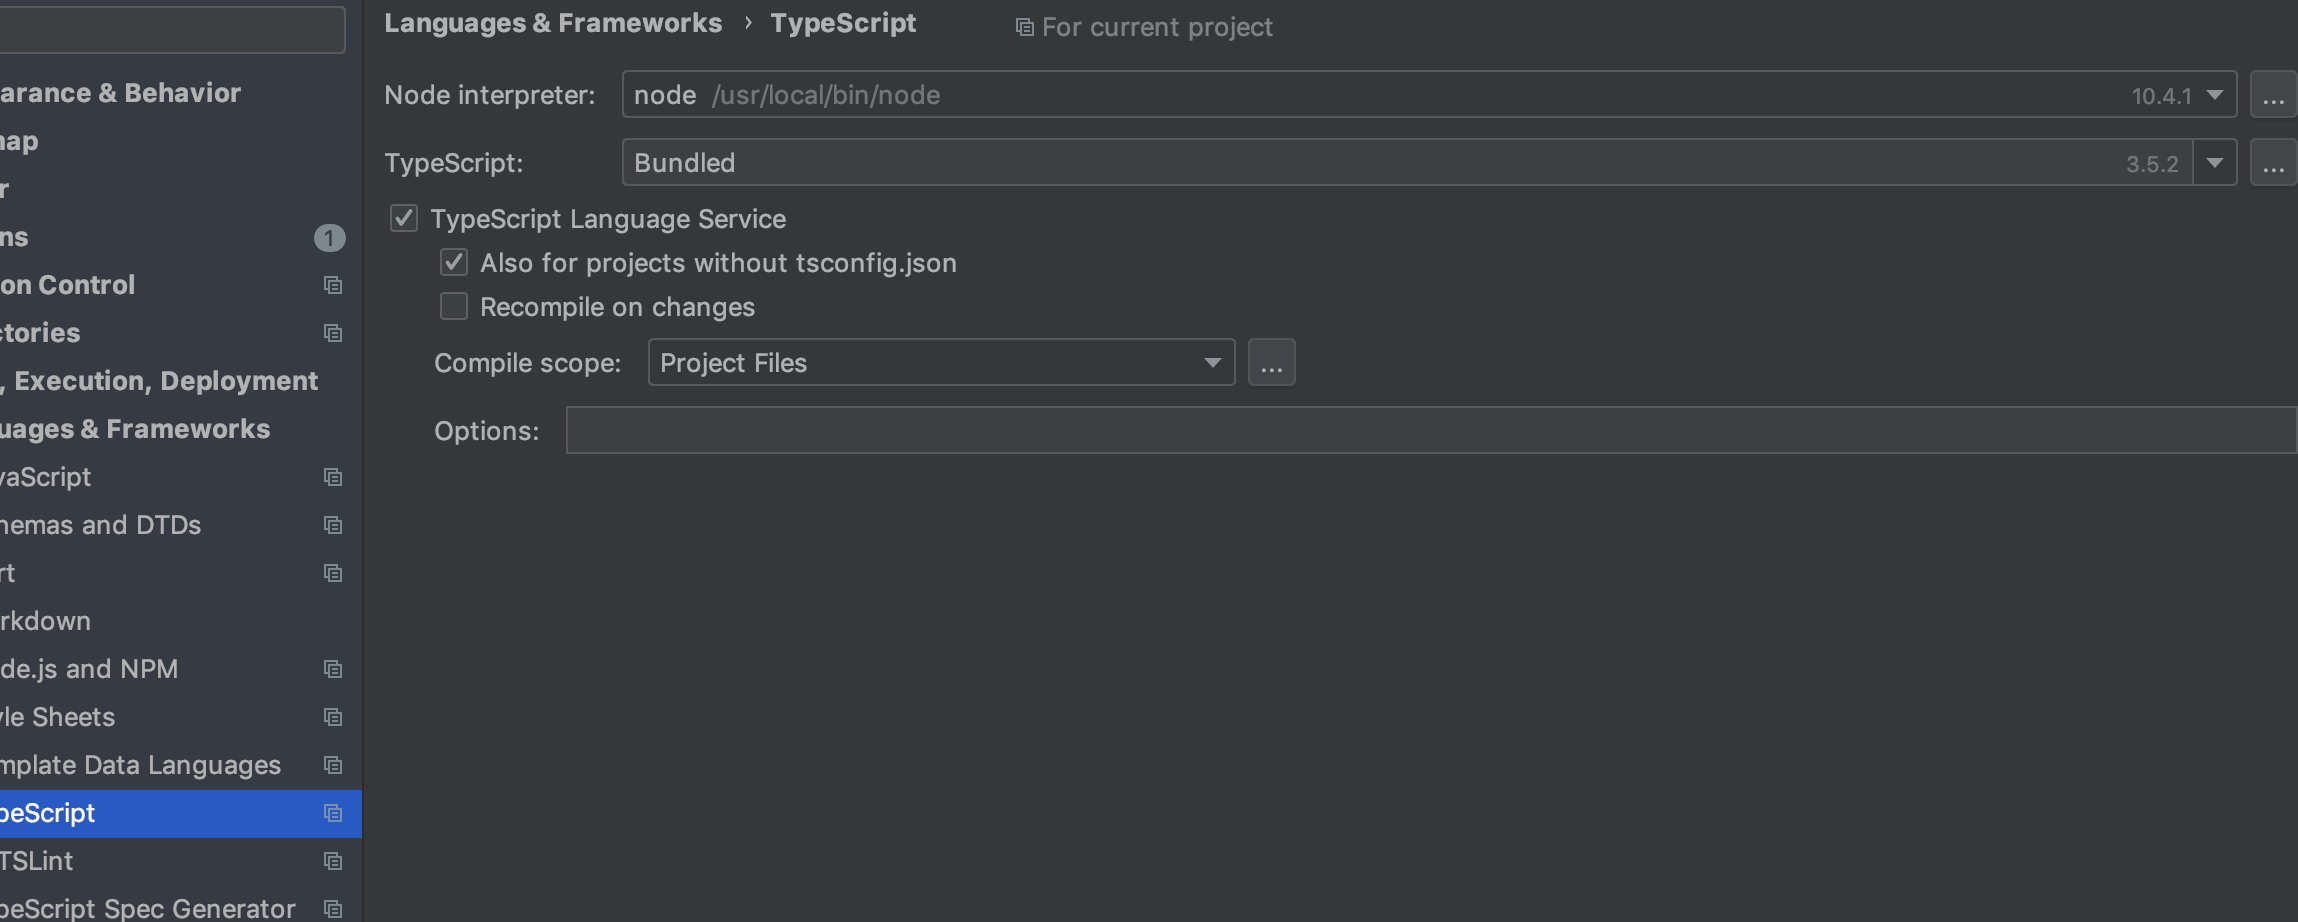 Languages & Frameworks › TypeScript
For current project
arance & Behavior
nap
r
ns 1
on Control
ctories
, Execution, Deployment
uages & Frameworks
vaScript
hemas and DTDs
rt
rkdown
de.js and NPM
yle Sheets
mplate Data Languages
peScript
TSLint
peScript Spec Generator
Node interpreter: node /usr/local/bin/node 10.4.1 ...
TypeScript: Bundled 3.5.2 ...
TypeScript Language Service
Also for projects without tsconfig.json
Recompile on changes
Compile scope: Project Files ...
Options: